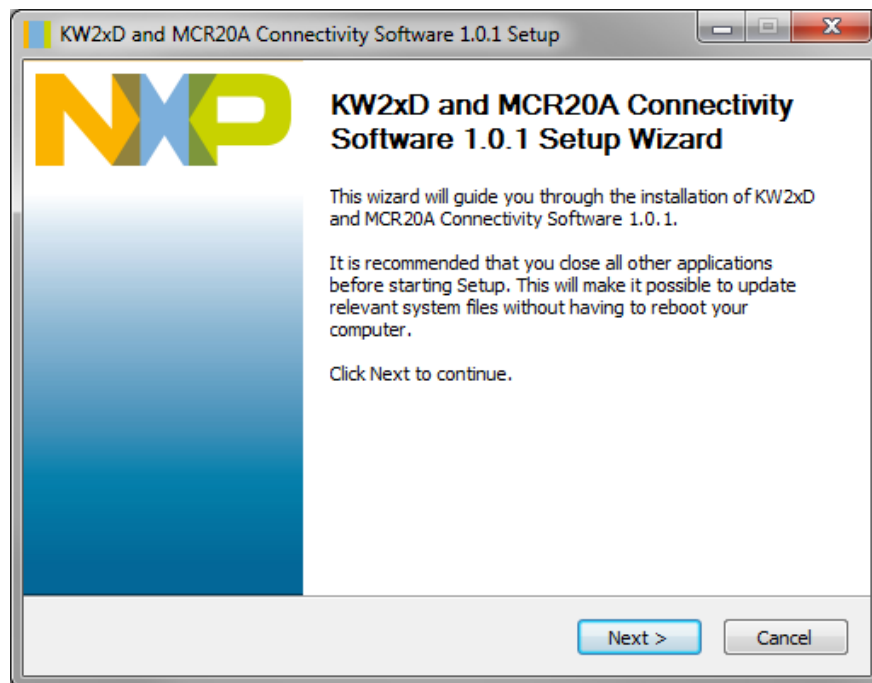 KW2xD and MCR20A Connectivity Software 1.0.1 Setup
NXP
KW2xD and MCR20A Connectivity
Software 1.0.1 Setup Wizard
This wizard will guide you through the installation of KW2xD
and MCR20A Connectivity Software 1.0.1.
It is recommended that you close all other applications
before starting Setup. This will make it possible to update
relevant system files without having to reboot your
computer.
Click Next to continue.
Next >
Cancel